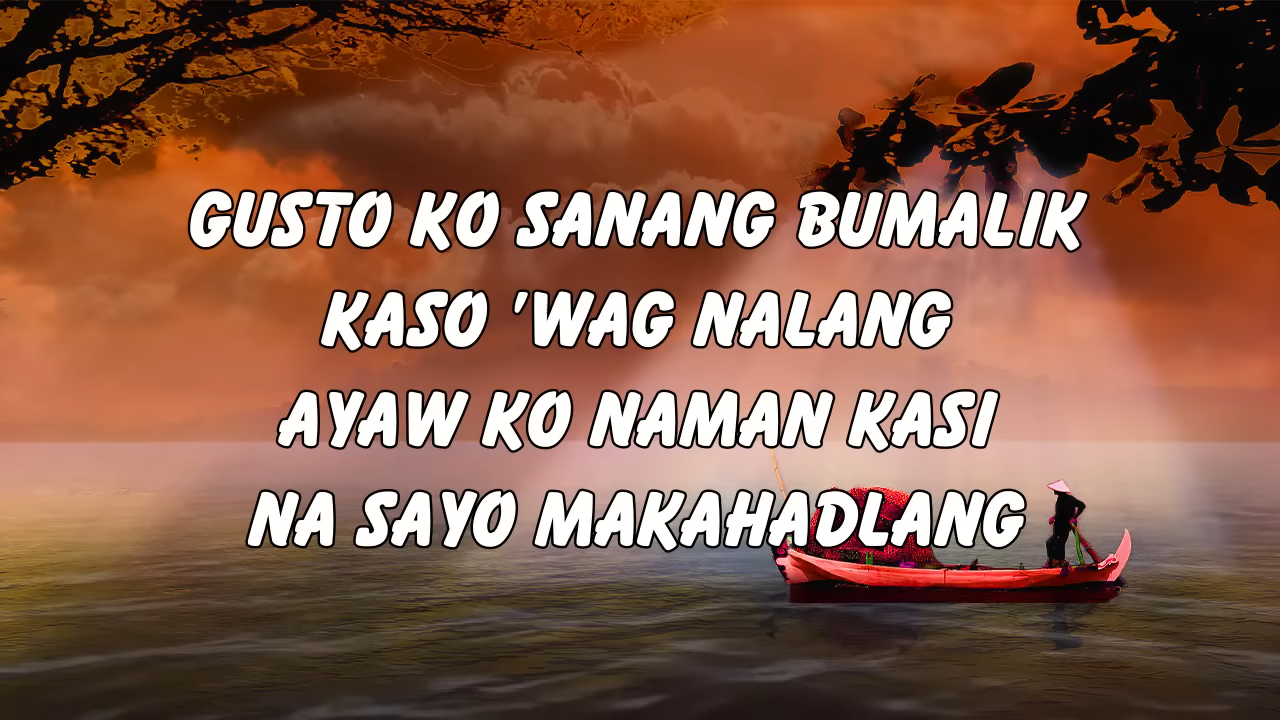 GUSTO KO SANANG BUMALIK
KASO 'WAG NALANG
AYAW KO NAMAN KASI
NA SAYO MAKAHADLANG